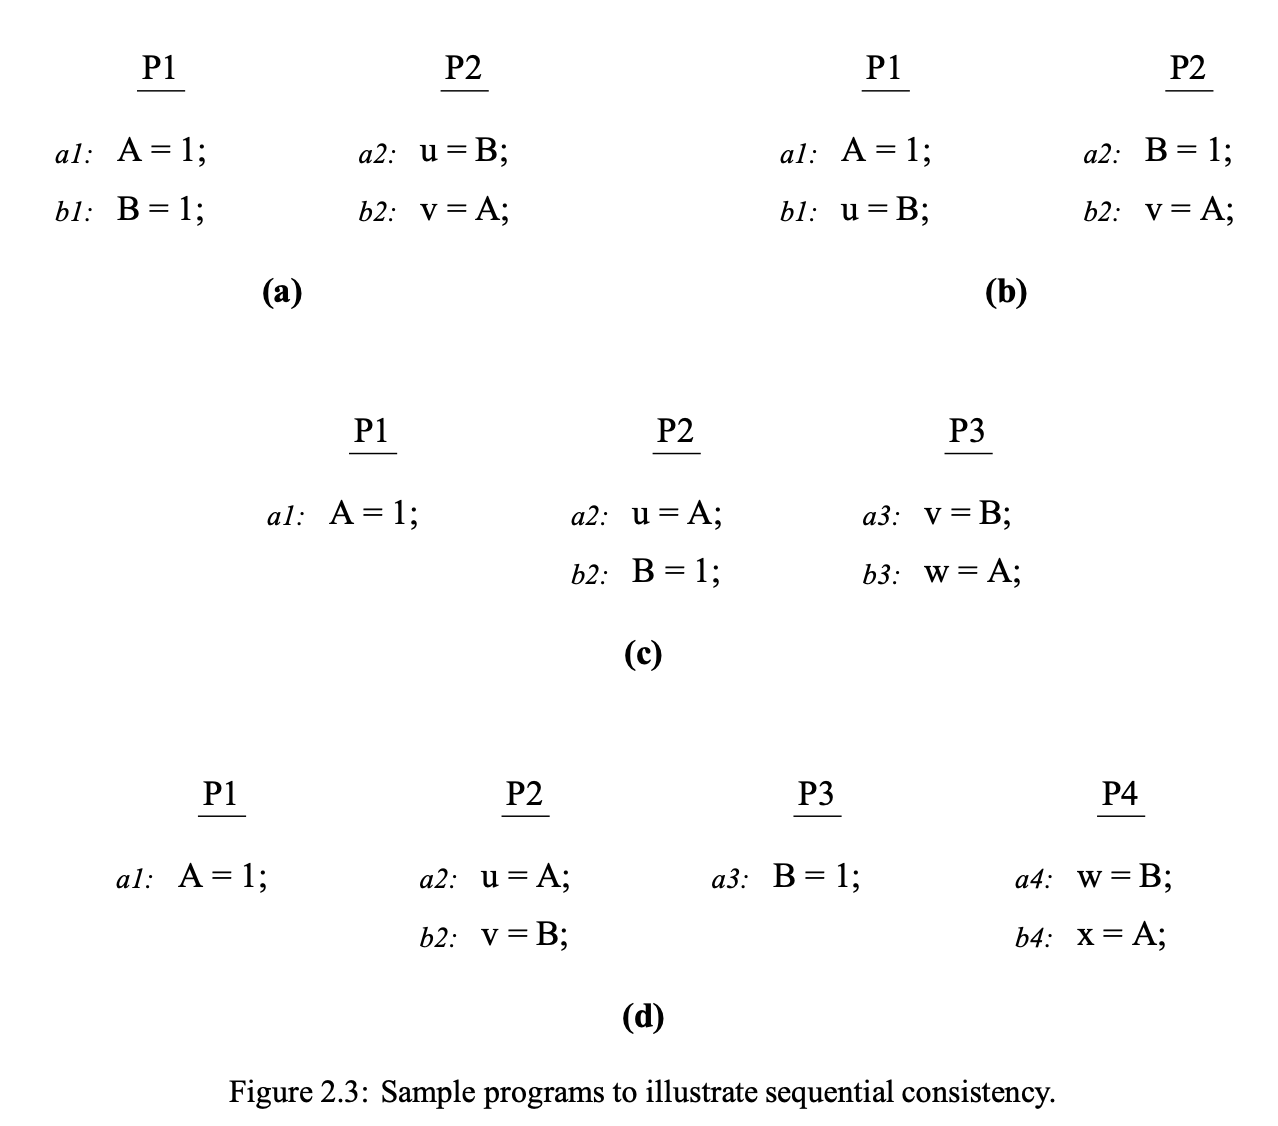 P1 P2 P1 P2
a1: A = 1; a2: u = B; a1: A = 1; a2: B = 1;
b1: B = 1; b2: v = A; b1: u = B; b2: v = A;
(a) (b)
P1 P2 P3
a1: A = 1; a2: u = A; a3: v = B;
b2: B = 1; b3: w = A;
(c)
P1 P2 P3 P4
a1: A = 1; a2: u = A; a3: B = 1; a4: w = B;
b2: v = B; b4: x = A;
(d)
Figure 2.3: Sample programs to illustrate sequential consistency.